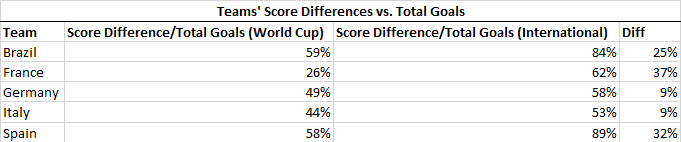 Teams' Score Differences vs. Total Goals
Team Score Difference/Total Goals (World Cup) Score Difference/Total Goals (International) Diff
Brazil 59% 84% 25%
France 26% 62% 37%
Germany 49% 58% 9%
Italy 44% 53% 9%
Spain 58% 89% 32%